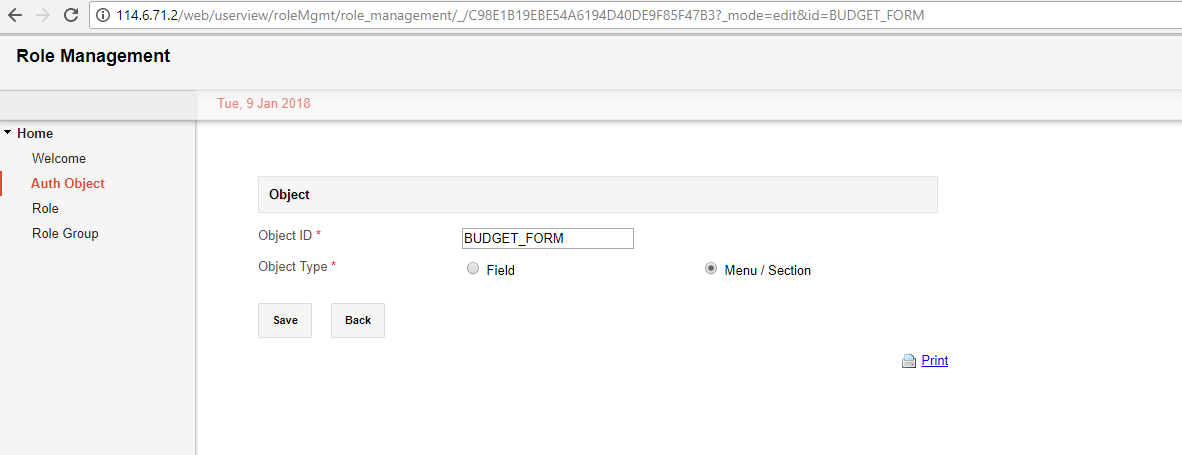 114.6.71.2/web/userview/roleMgmt/role_management/_/C98E1B19EBE54A6194D40DE9F85F47B3?_mode=edit&id=BUDGET_FORM
Role Management
Tue, 9 Jan 2018
Home
Welcome
Auth Object
Role
Role Group
Object
Object ID * BUDGET_FORM
Object Type * Field Menu / Section
Save Back
Print